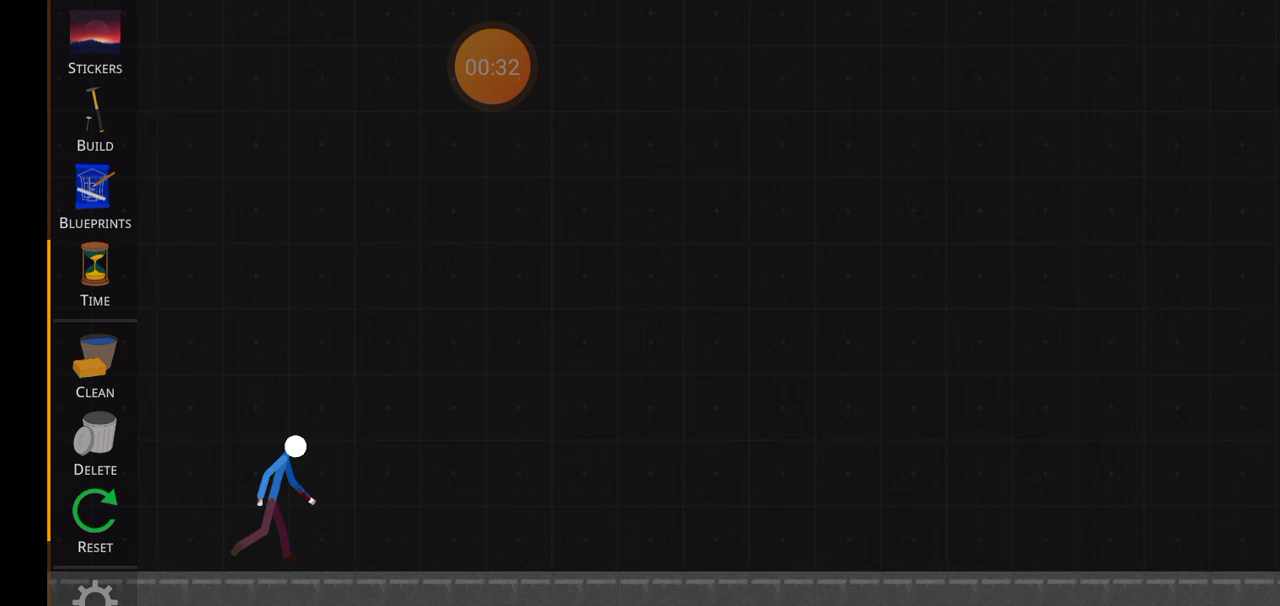 00:32
STICKERS
BUILD
BLUEPRINTS
TIME
CLEAN
DELETE
RESET